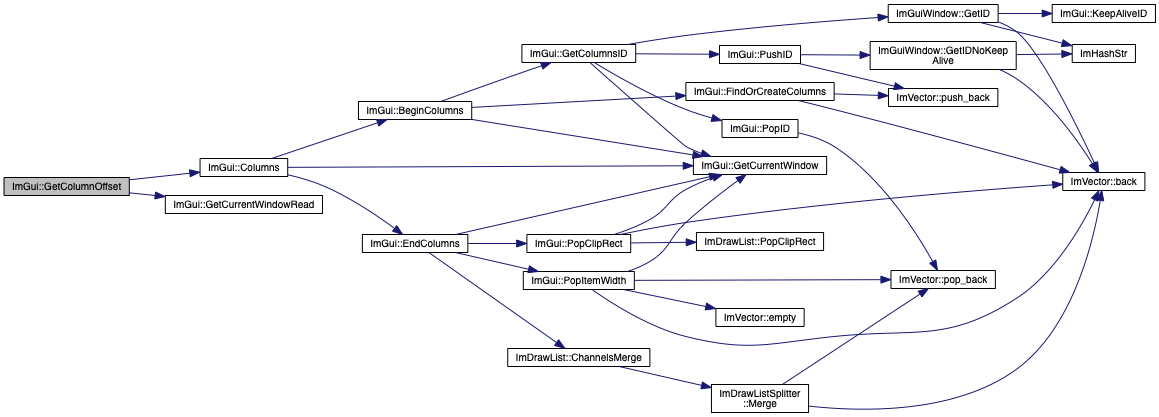 ImGui::GetColumnOffset
ImGui::Columns
ImGui::GetCurrentWindowRead
ImGui::BeginColumns
ImGui::EndColumns
ImGui::GetColumnsID
ImGui::PopClipRect
ImGui::PopItemWidth
ImDrawList::ChannelsMerge
ImGui::PushID
ImGui::FindOrCreateColumns
ImGui::PopID
ImGui::GetCurrentWindow
ImDrawList::PopClipRect
ImVector::empty
ImDrawListSplitter
::Merge
ImGuiWindow::GetID
ImGuiWindow::GetIDNoKeep
Alive
ImVector::push_back
ImVector::pop_back
ImGui::KeepAliveID
ImHashStr
ImVector::back